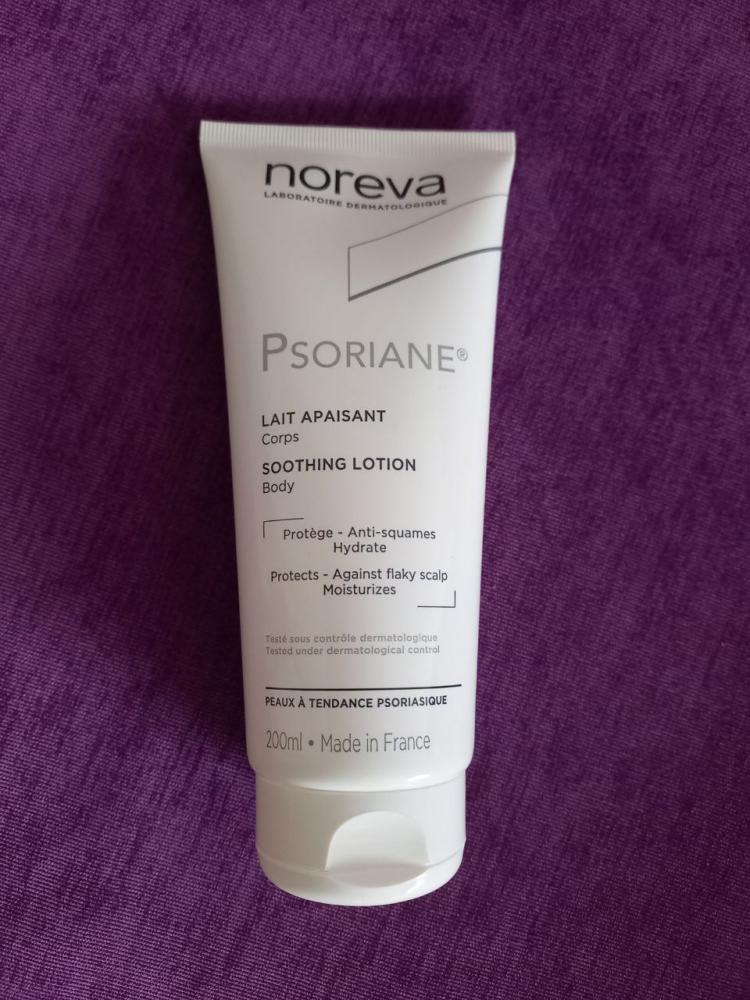 noreva
LABORATOIRE DERMATOLOGIQUE
PSORIANE®
LAIT APAISANT
Corps
SOOTHING LOTION
Body
Protège - Anti-squames
Hydrate
Protects - Against flaky scalp
Moisturizes
Testé sous contrôle dermatologique
Tested under dermatological control
PEAUX À TENDANCE PSORIASIQUE
200ml • Made in France